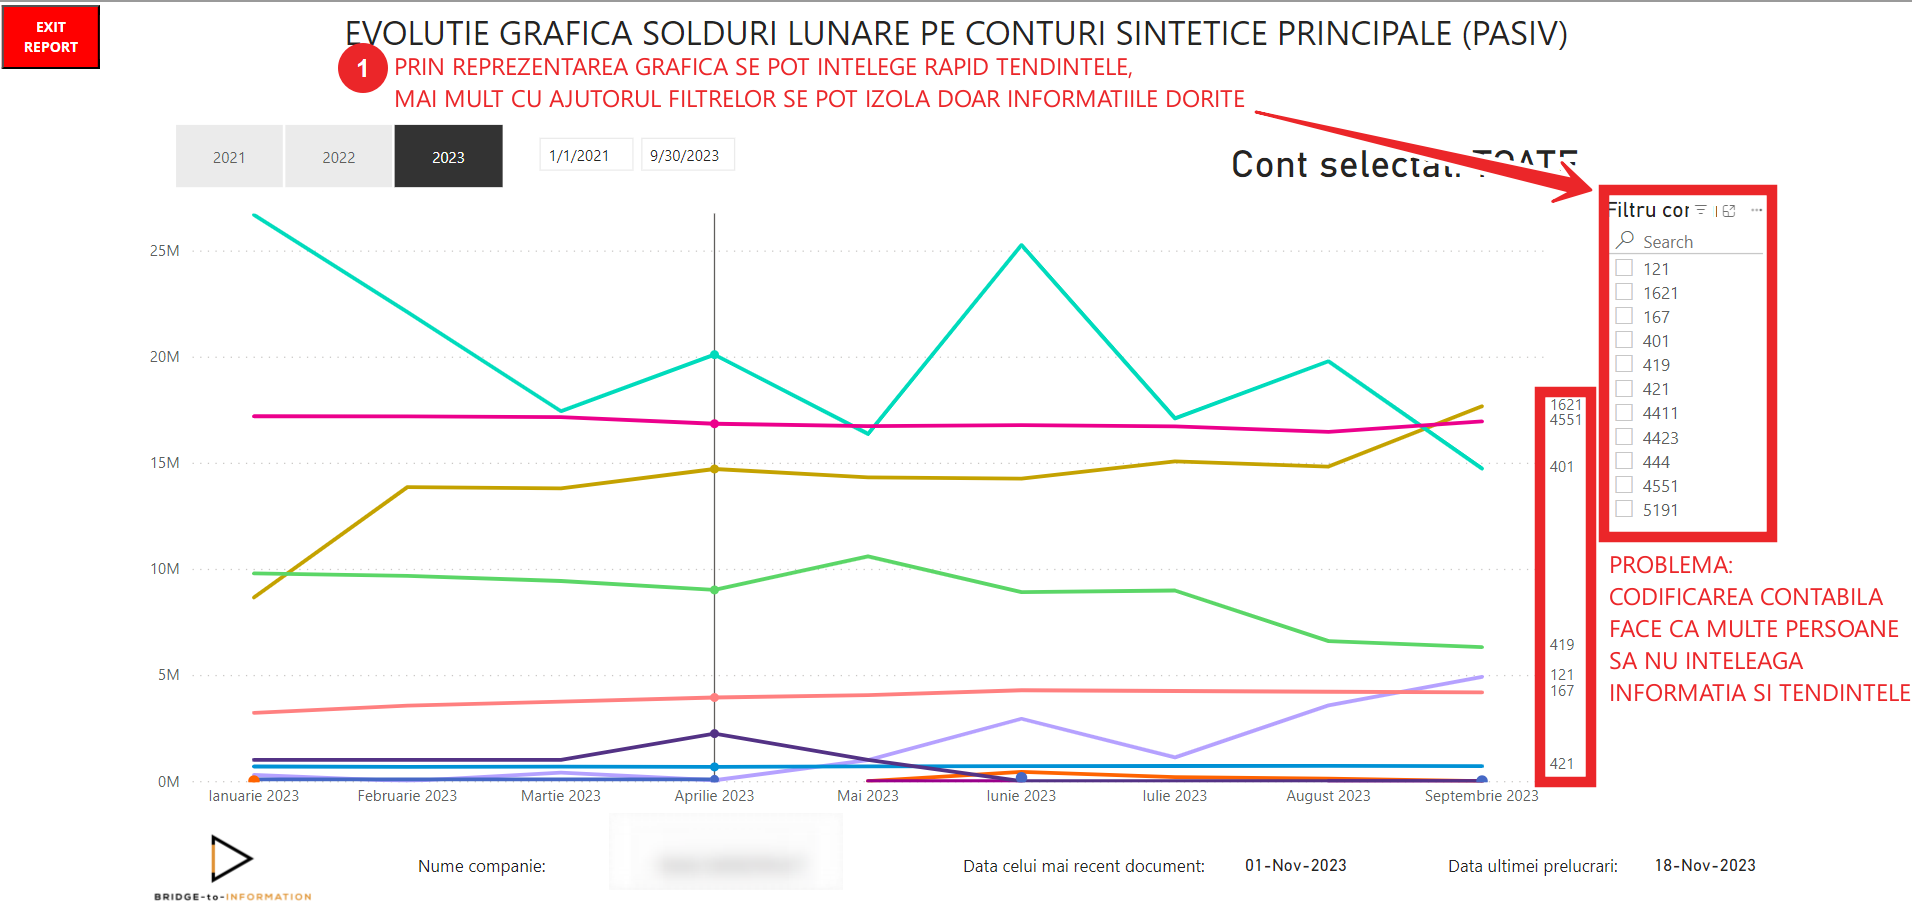 EXIT
REPORT
EVOLUTIE GRAFICA SOLDURI LUNARE PE CONTURI SINTETICE PRINCIPALE (PASIV)
1
PRIN REPREZENTAREA GRAFICA SE POT INTELEGE RAPID TENDINTELE,
MAI MULT CU AJUTORUL FILTRELOR SE POT IZOLA DOAR INFORMATIILE DORITE
2021 2022 2023
1/1/2021 9/30/2023
Cont selectat: TOATE
Filtru
Search
121
1621
167
401
419
421
4411
4423
444
4551
5191
25M
20M
15M
10M
5M
0M
1621
4551
401
419
121
167
421
PROBLEMA:
CODIFICAREA CONTABILA
FACE CA MULTE PERSOANE
SA NU INTELEAGA
INFORMATIA SI TENDINTELE
Ianuarie 2023 Februarie 2023 Martie 2023 Aprilie 2023 Mai 2023 Iunie 2023 Iulie 2023 August 2023 Septembrie 2023
BRIDGE-to-INFORMATION
Nume companie:
Data celui mai recent document: 01-Nov-2023
Data ultimei prelucrari: 18-Nov-2023